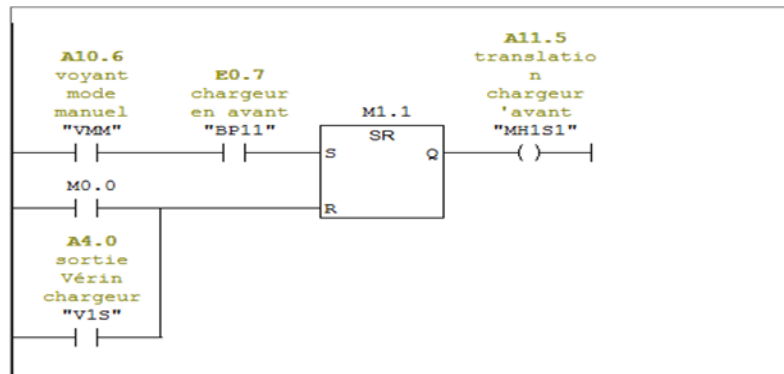 A10.6
voyant
mode
manuel
"VMM"
E0.7
chargeur
en avant
"BP11"
M1.1
SR
S
Q
R
A11.5
translatio
n
chargeur
'avant
"MH1S1"
M0.0
A4.0
sortie
Vérin
chargeur
"V1S"